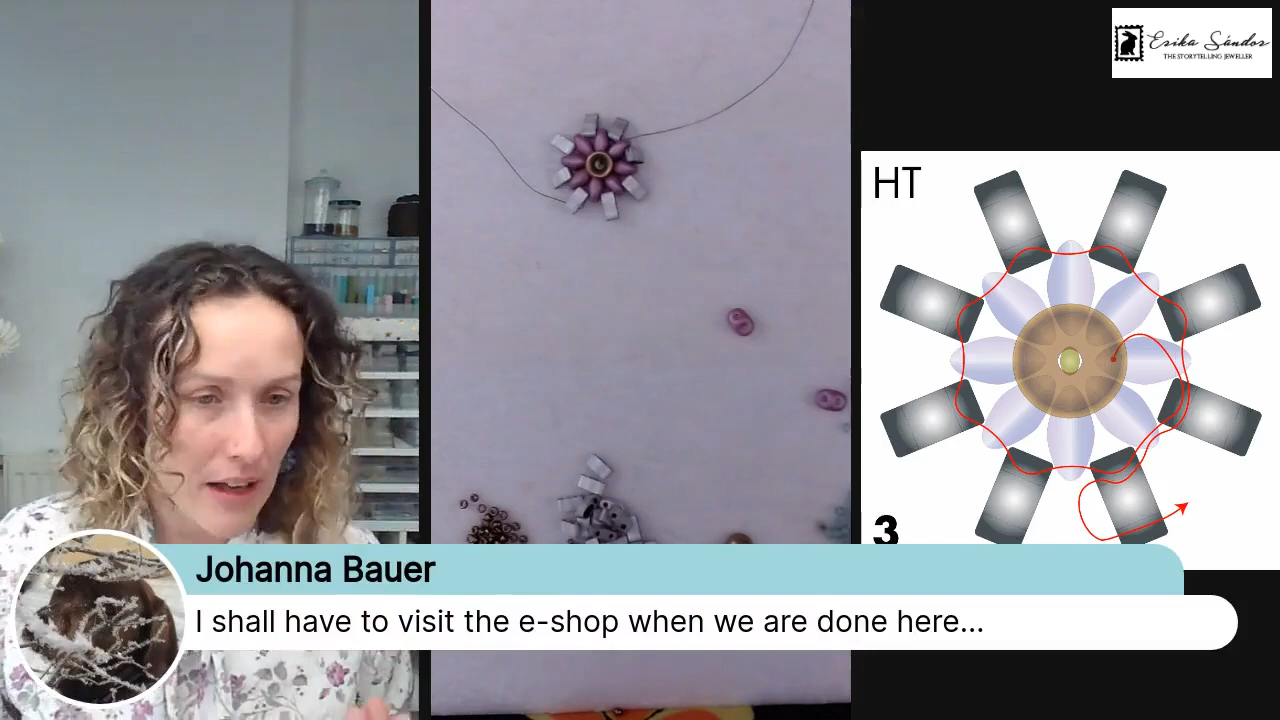 Erika Sándor
THE STORYTELLING JEWELLER
HT
3
Johanna Bauer
I shall have to visit the e-shop when we are done here...